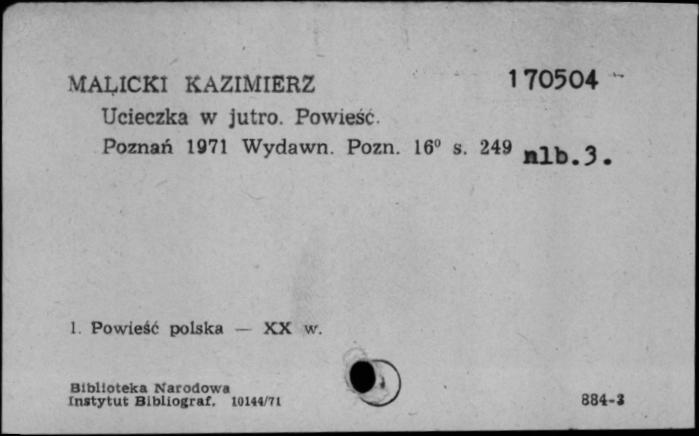 MALICKI KAZIMIERZ 170504
Ucieczka w jutro. Powieść.
Poznań 1971 Wydawn. Pozn. 16⁰ s. 249 nlb.3.
1. Powieść polska — XX w.
Biblioteka Narodowa
Instytut Bibliograf. 10144/71 884-3